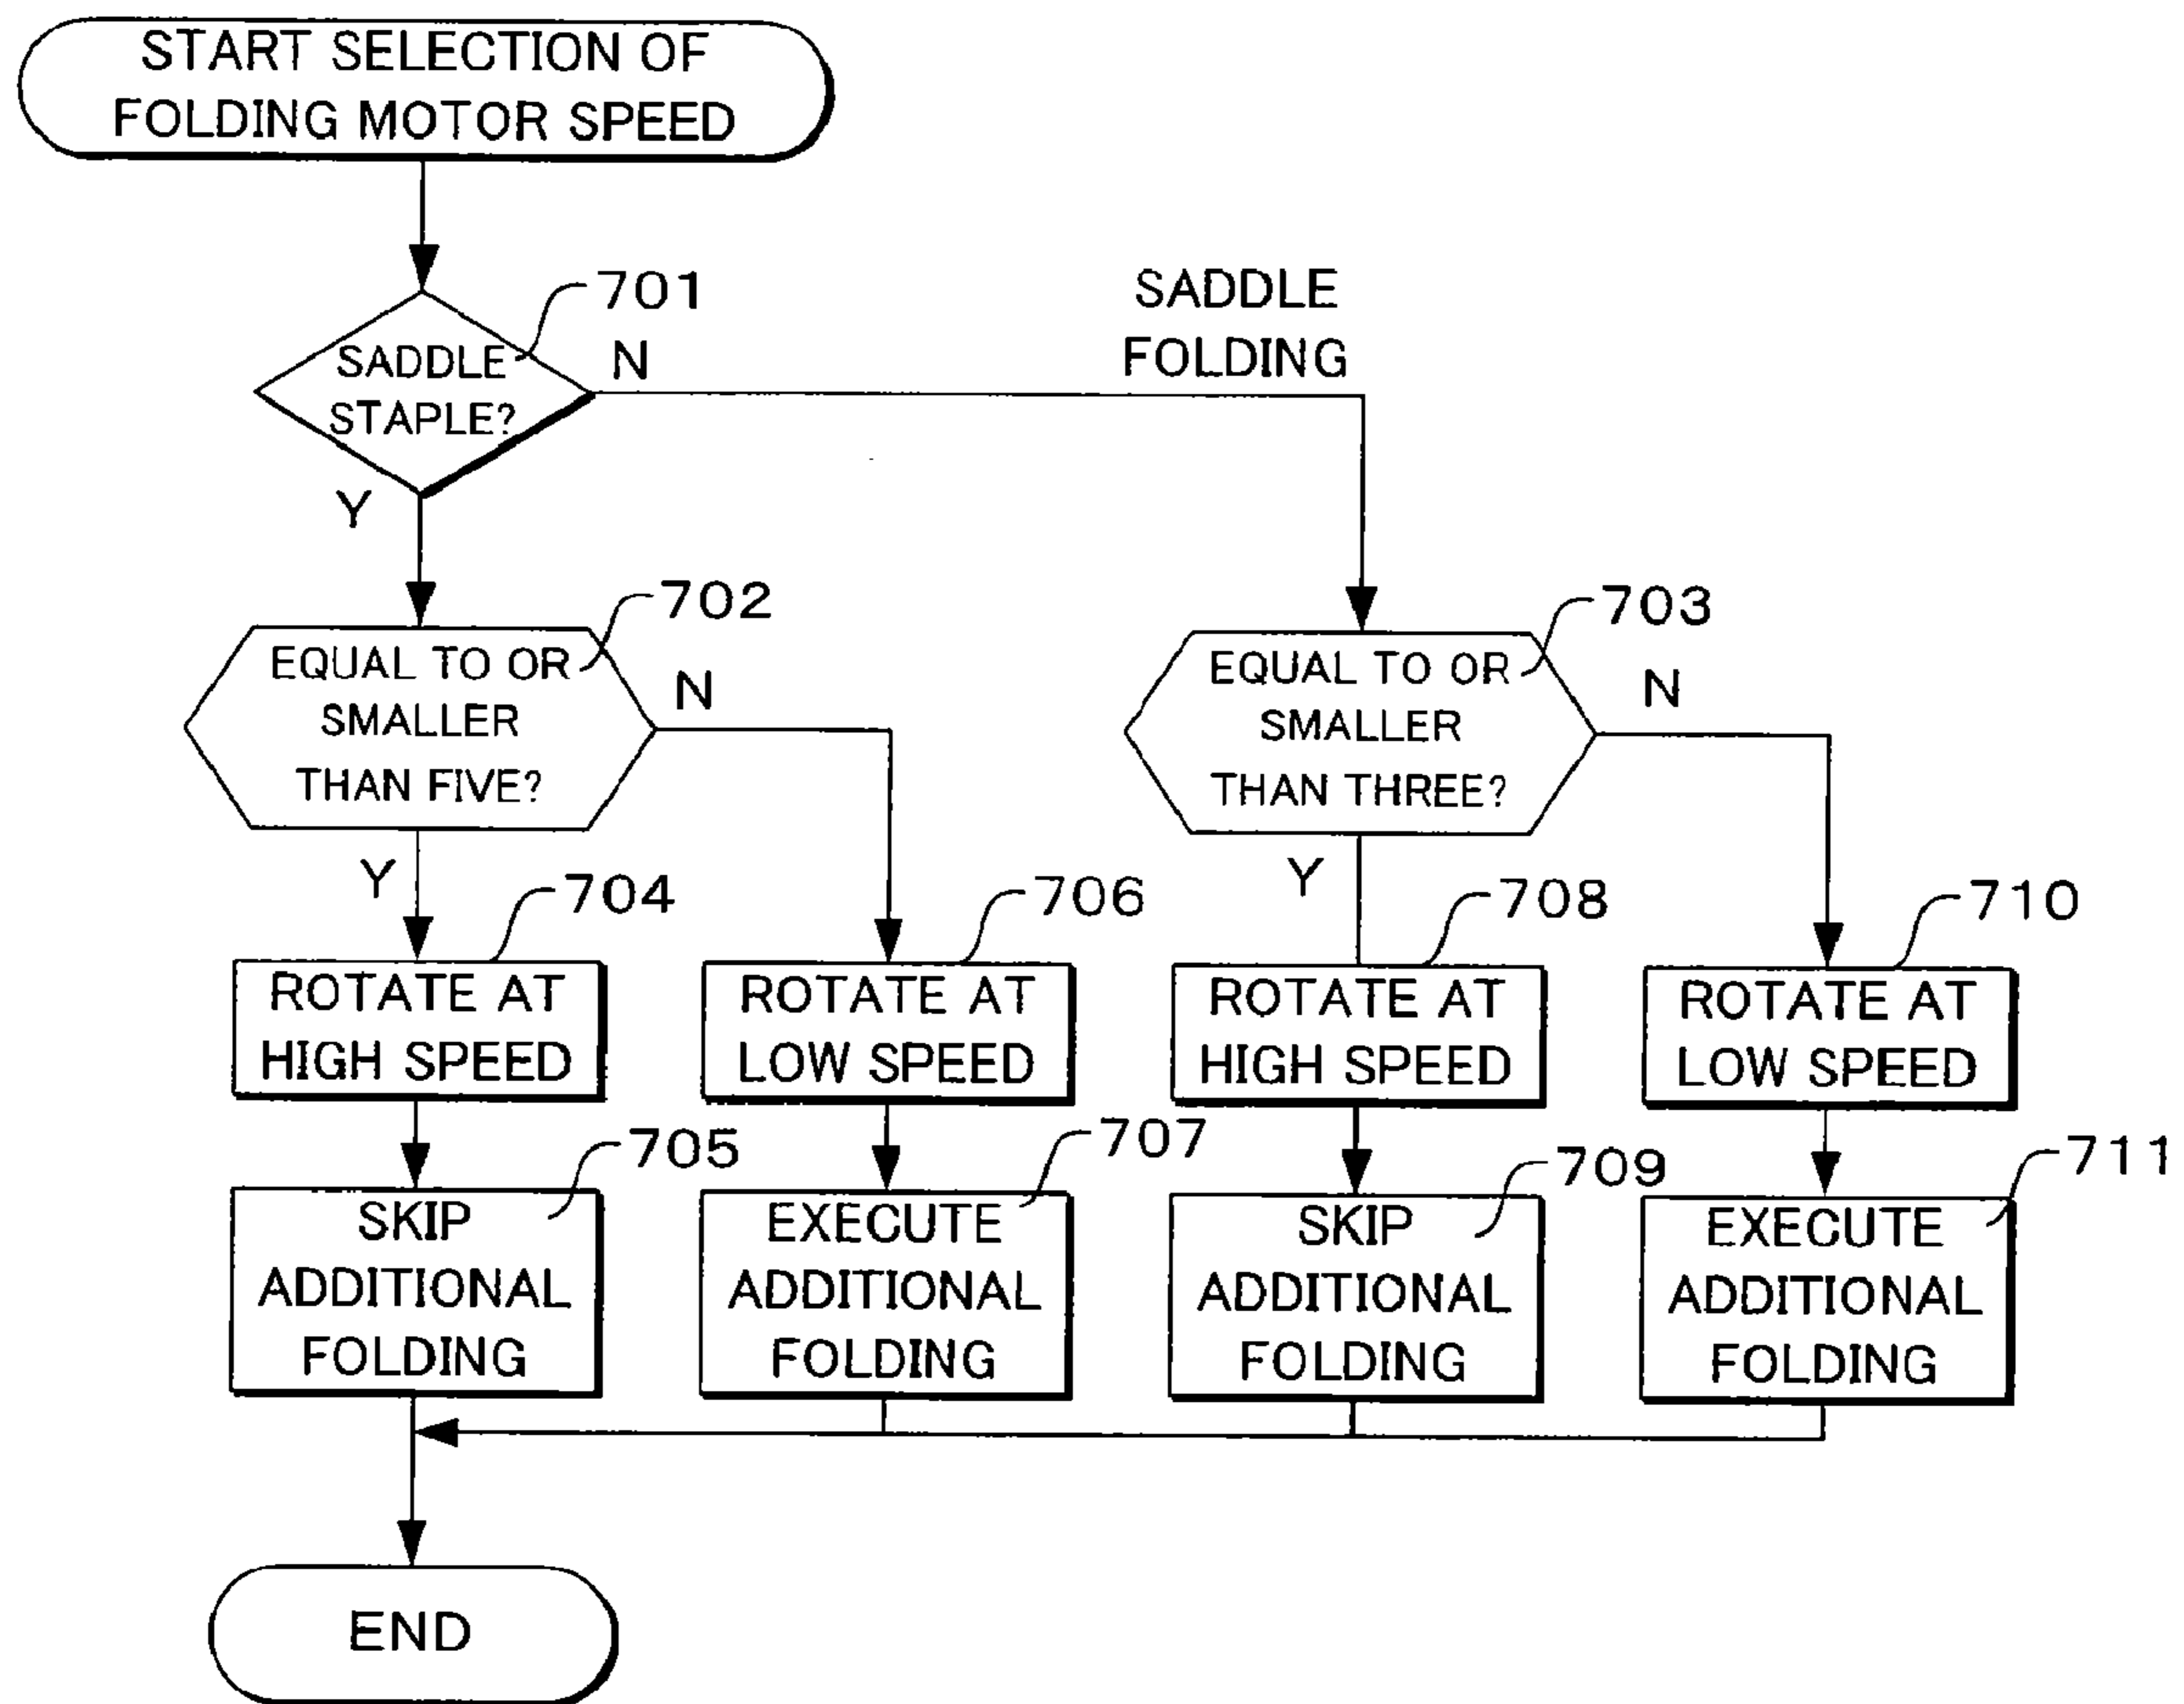 START SELECTION OF
FOLDING MOTOR SPEED
701
SADDLE
STAPLE?
N
SADDLE
FOLDING
Y
702
EQUAL TO OR
SMALLER
THAN FIVE?
N
703
EQUAL TO OR
SMALLER
THAN THREE?
N
Y
704
ROTATE AT
HIGH SPEED
706
ROTATE AT
LOW SPEED
Y
708
ROTATE AT
HIGH SPEED
710
ROTATE AT
LOW SPEED
705
SKIP
ADDITIONAL
FOLDING
707
EXECUTE
ADDITIONAL
FOLDING
709
SKIP
ADDITIONAL
FOLDING
711
EXECUTE
ADDITIONAL
FOLDING
END